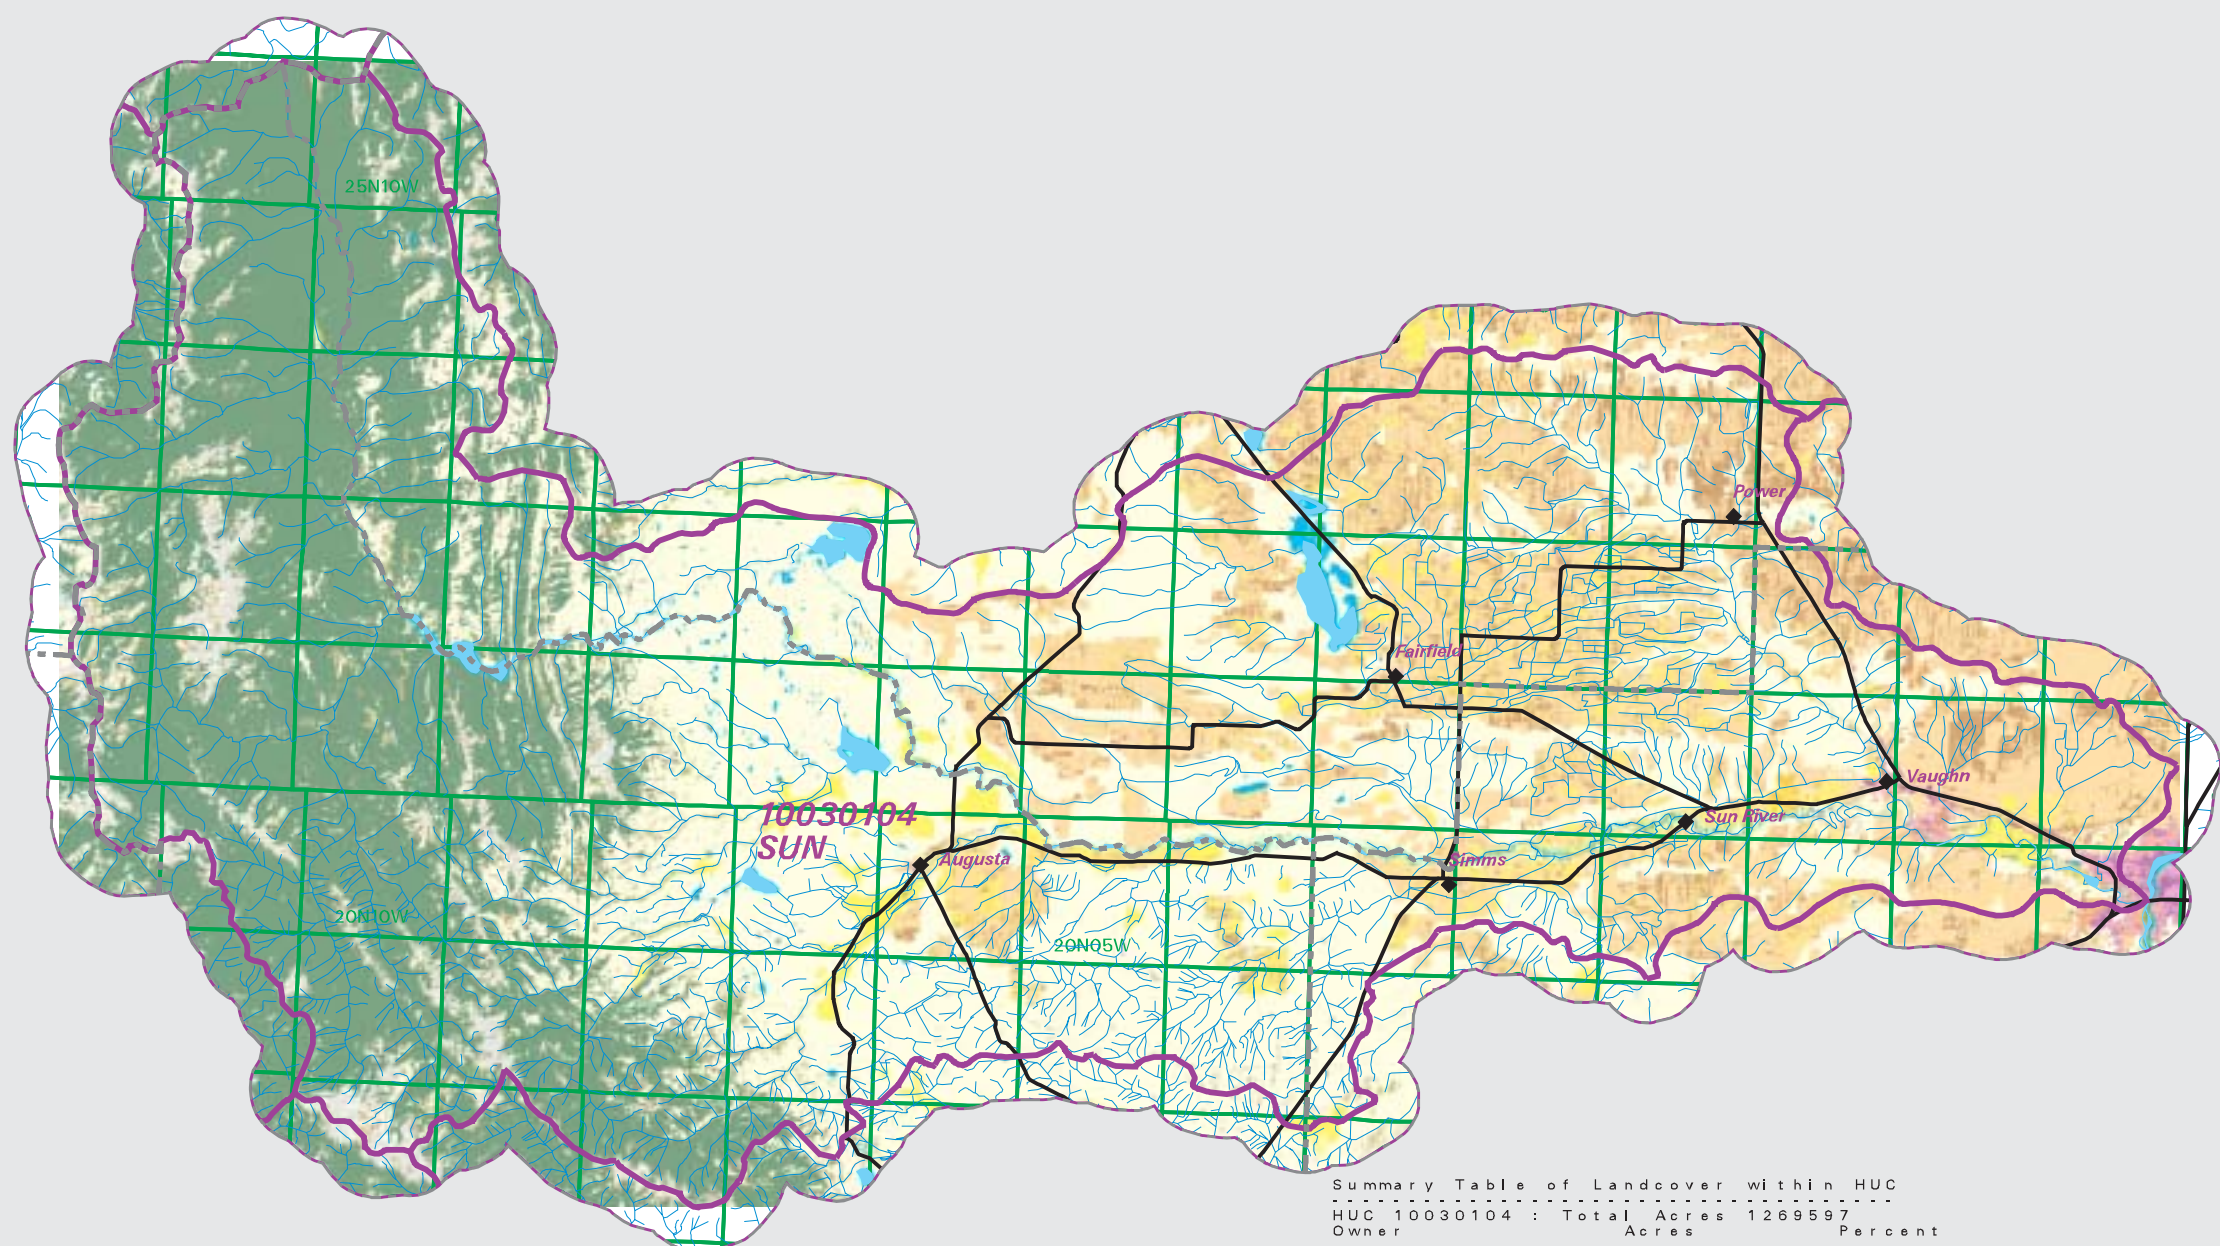 25N10W
Power
Fairfield
Vaughn
10030104
SUN
Sun River
Augusta
Simms
20N10W
20N05W
Summary Table of Landcover within HUC
HUC 10030104 : Total Acres 1269597
Owner Acres Percent